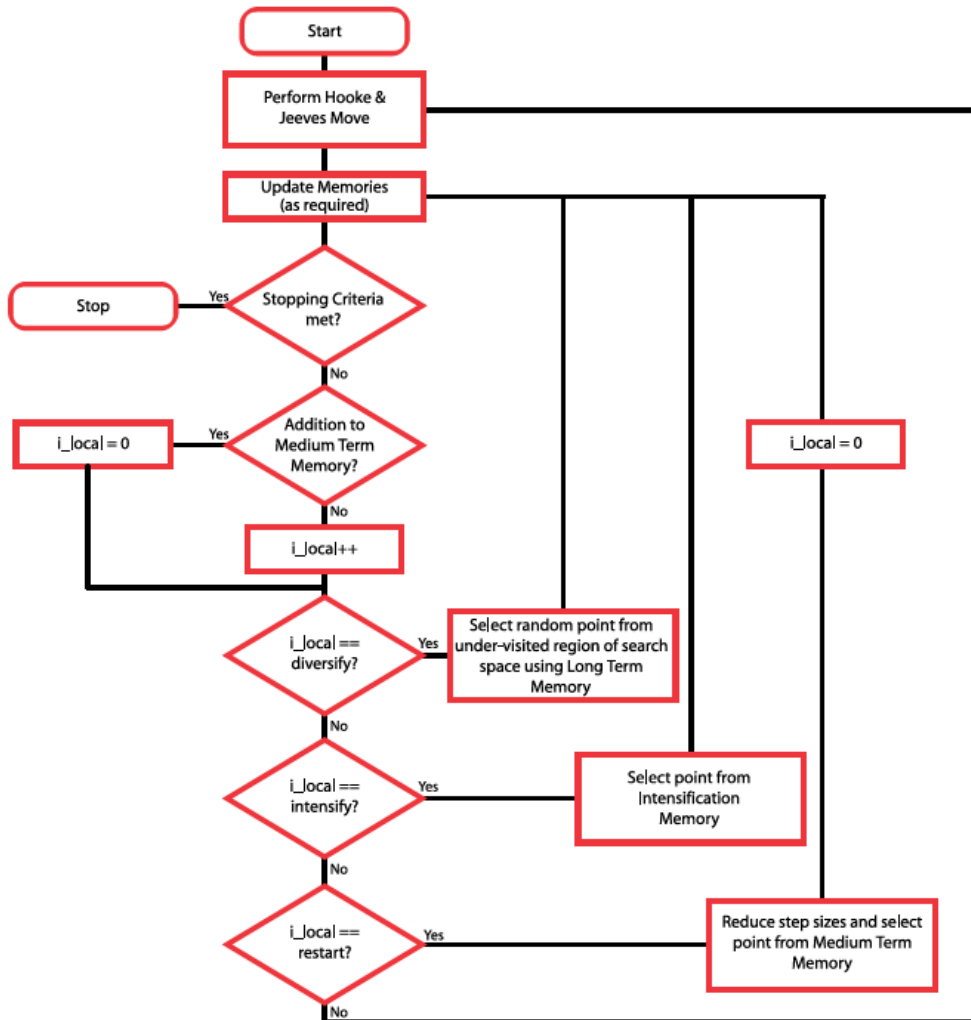 Start
Perform Hooke &
Jeeves Move
Update Memories
(as required)
Stopping Criteria
met?
Yes
Stop
No
Addition to
Medium Term
Memory?
Yes
i_local = 0
i_local = 0
No
i_local++
i_local ==
diversify?
Yes
Select random point from
under-visited region of search
space using Long Term
Memory
No
i_local ==
intensify?
Yes
Select point from
Intensification
Memory
No
i_local ==
restart?
Yes
Reduce step sizes and select
point from Medium Term
Memory
No